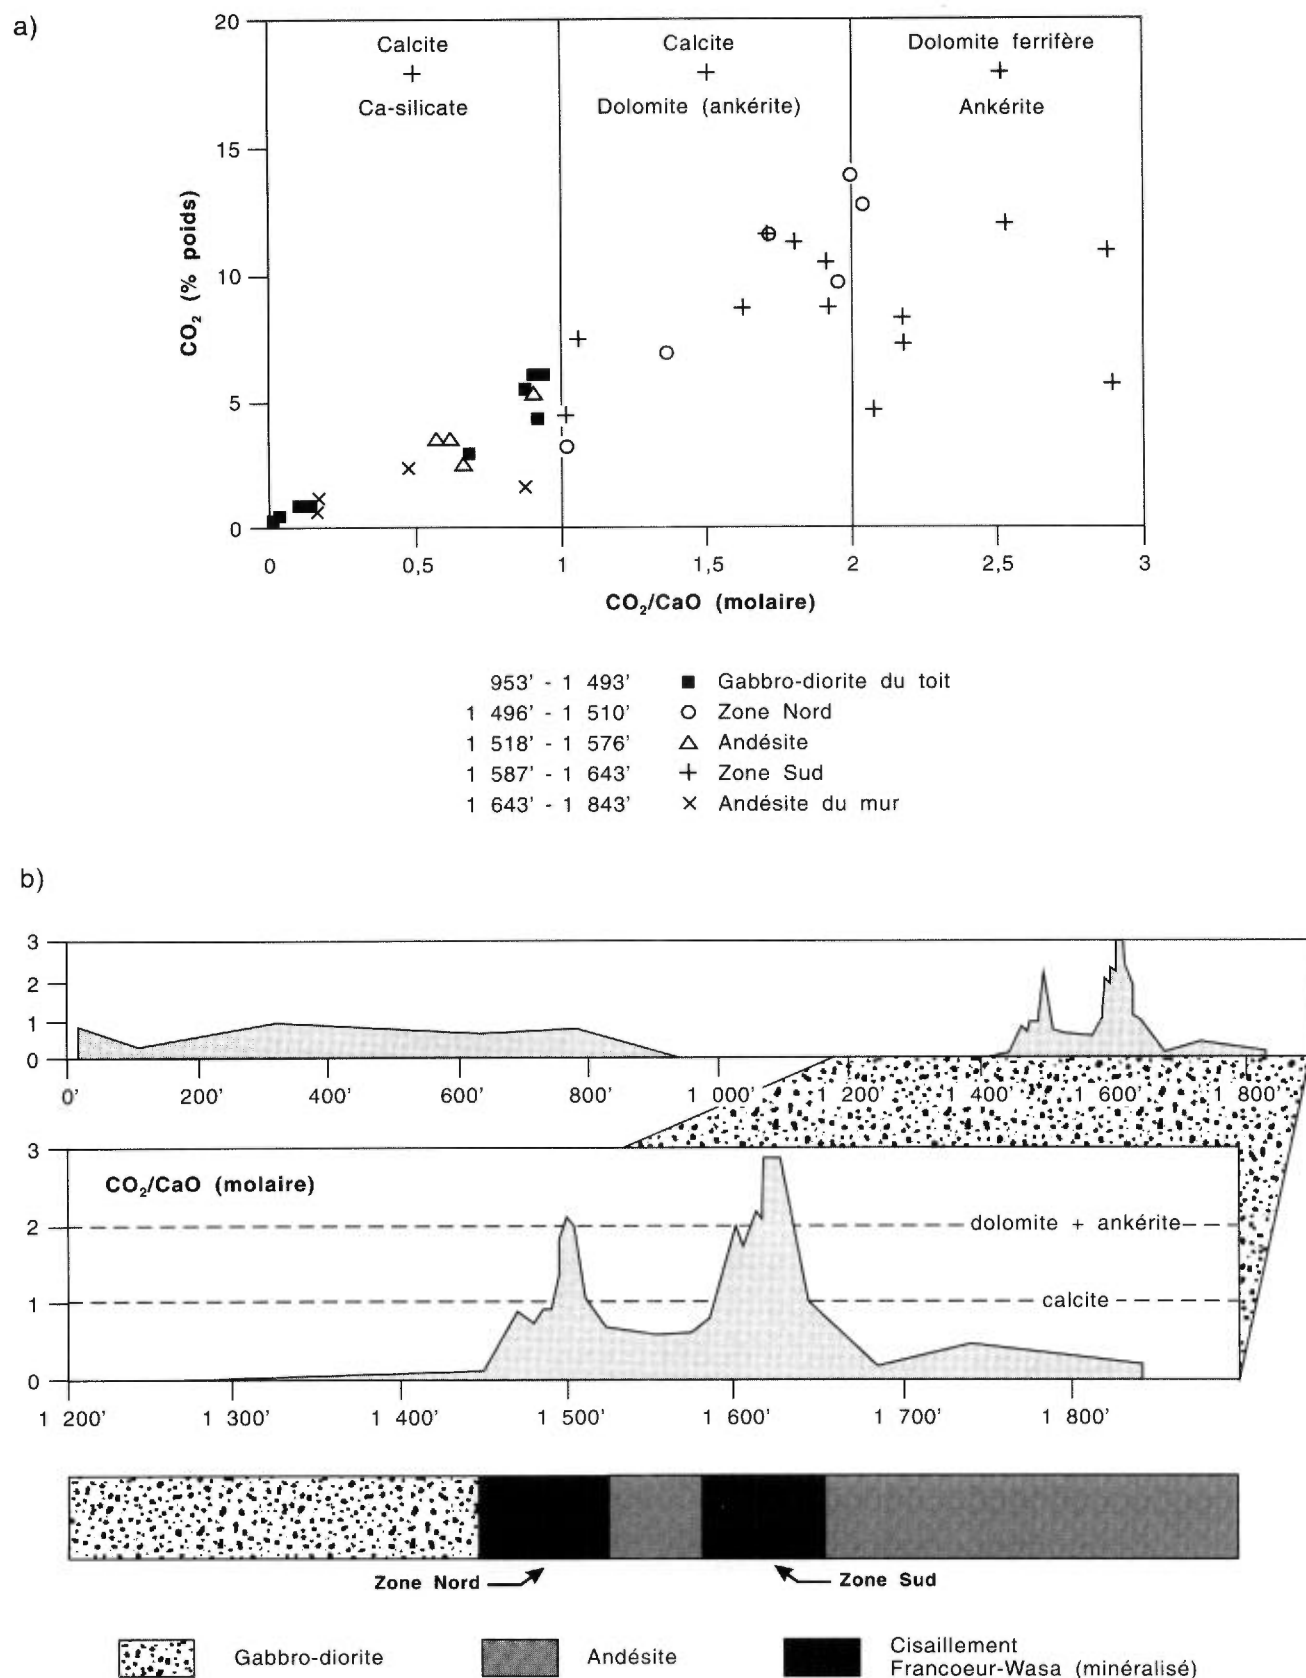 a)
20
15
10
5
0
CO₂ (% poids)
Calcite
+
Ca-silicate
Calcite
+
Dolomite (ankérite)
Dolomite ferrifère
+
Ankérite
0 0,5 1 1,5 2 2,5 3
CO₂/CaO (molaire)
953' - 1 493' Gabbro-diorite du toit
1 496' - 1 510' Zone Nord
1 518' - 1 576' Andésite
1 587' - 1 643' Zone Sud
1 643' - 1 843' Andésite du mur
b)
3
2
1
0
0' 200' 400' 600' 800' 1 000' 1 200' 1 400' 1 600' 1 800'
3
2
1
0
CO₂/CaO (molaire)
dolomite + ankérite
calcite
1 200' 1 300' 1 400' 1 500' 1 600' 1 700' 1 800'
Zone Nord
Zone Sud
Gabbro-diorite
Andésite
Cisaillement
Francoeur-Wasa (minéralisé)